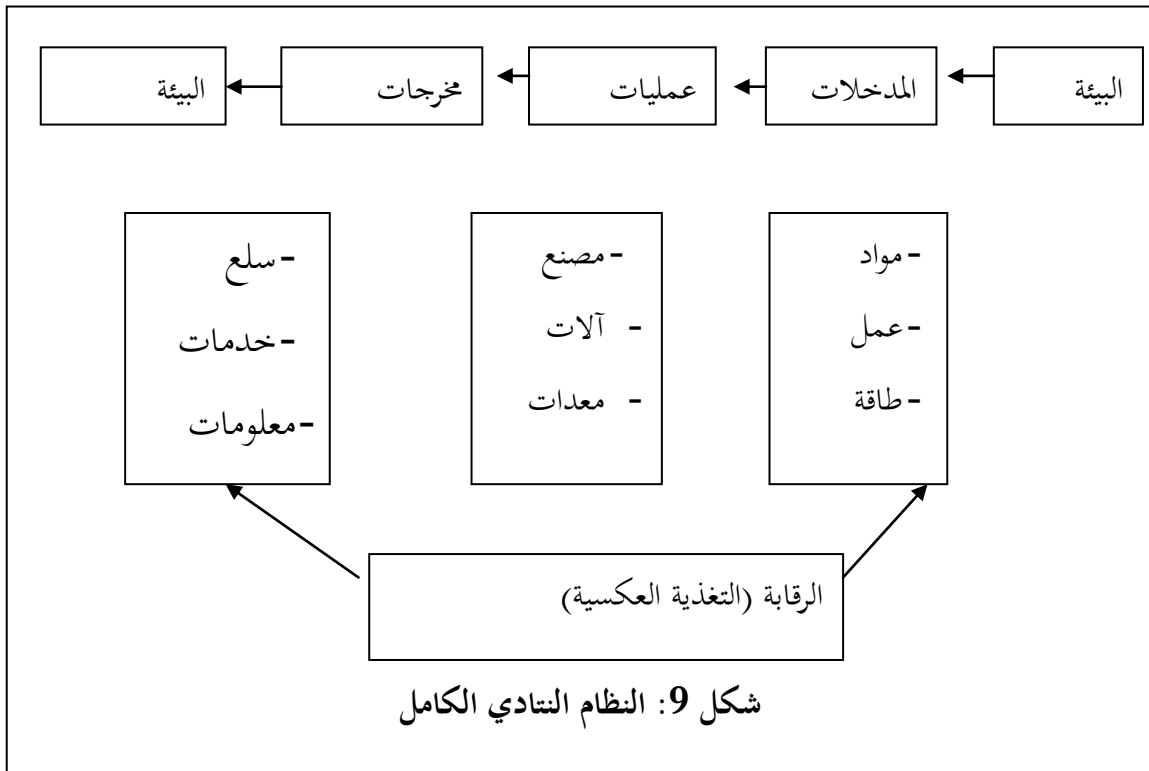 البيئة
المدخلات
عمليات
مخرجات
البيئة
-مواد
-عمل
-طاقة
-مصنع
- آلات
- معدات
-سلع
-خدمات
-معلومات
الرقابة (التغذية العكسية)
شكل 9: النظام النتادي الكامل